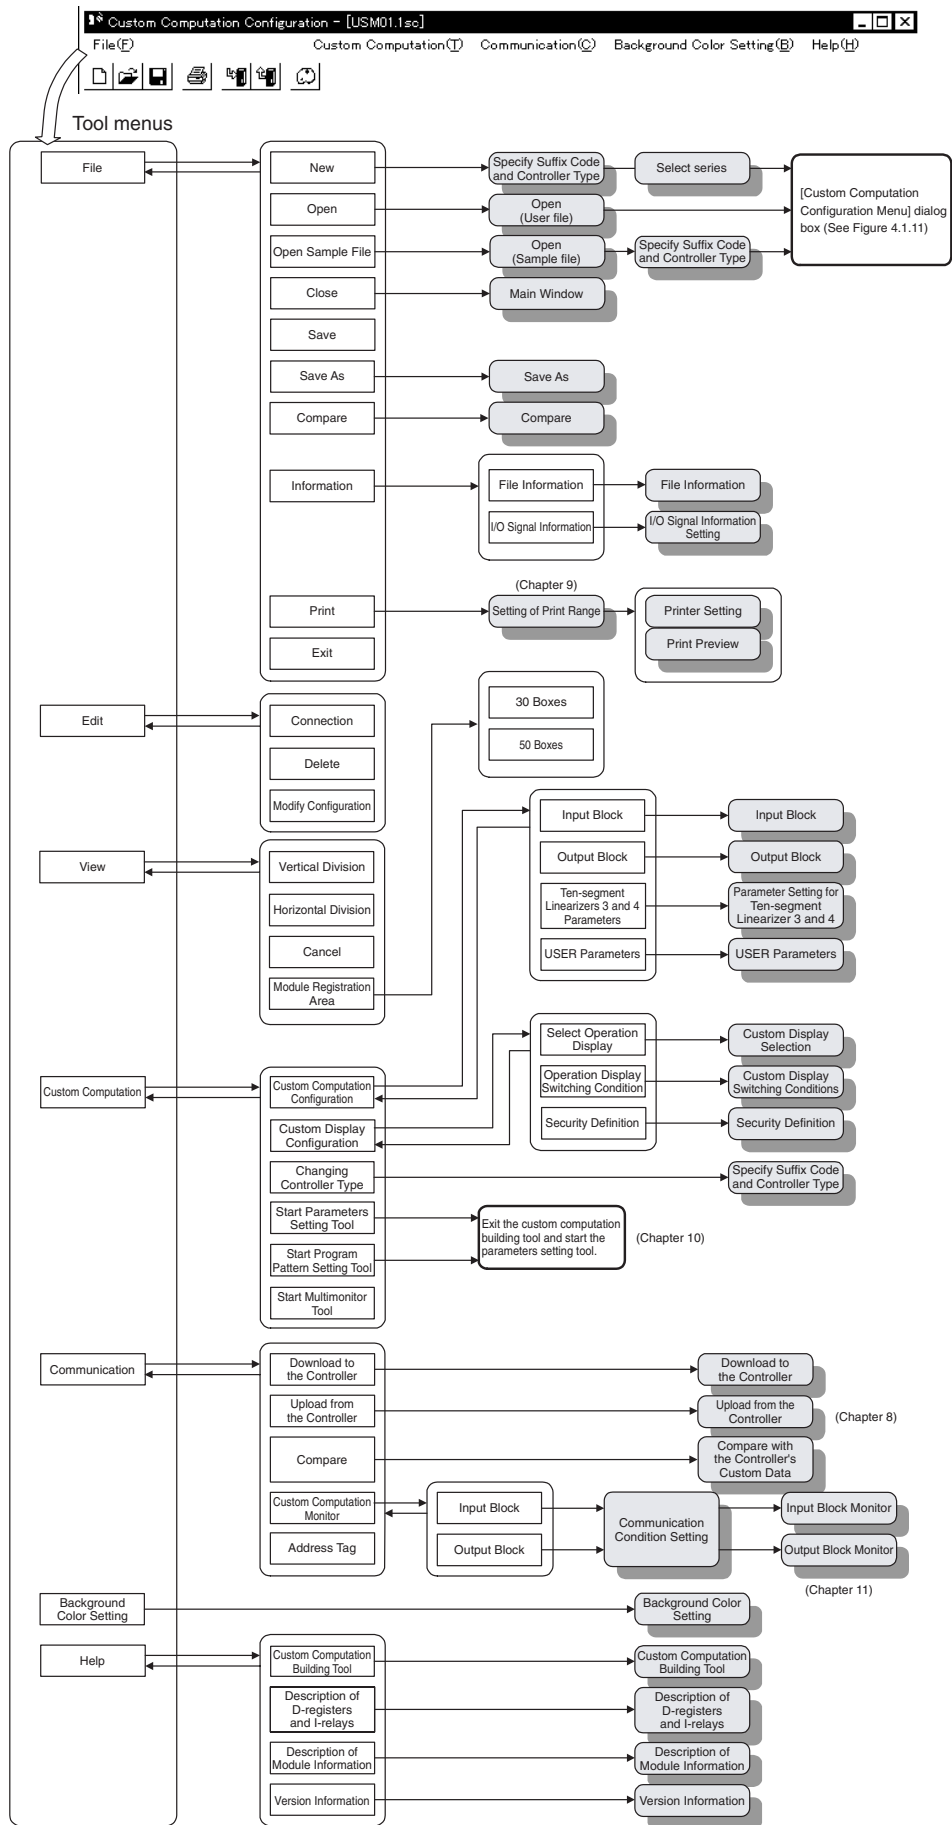 Custom Computation Configuration - [USM01.1sc]
File(F) Custom Computation(T) Communication(C) Background Color Setting(B) Help(H)
Tool menus
File
New
Specify Suffix Code
and Controller Type
Select series
[Custom Computation
Configuration Menu] dialog
box (See Figure 4.1.11)
Open
Open
(User file)
Open Sample File
Open
(Sample file)
Specify Suffix Code
and Controller Type
Close
Main Window
Save
Save As
Save As
Compare
Compare
Information
File Information
File Information
I/O Signal Information
I/O Signal Information
Setting
(Chapter 9)
Print
Setting of Print Range
Printer Setting
Print Preview
Exit
30 Boxes
50 Boxes
Edit
Connection
Delete
Modify Configuration
View
Vertical Division
Horizontal Division
Cancel
Module Registration
Area
Input Block
Input Block
Output Block
Output Block
Ten-segment
Linearizers 3 and 4
Parameters
Parameter Setting for
Ten-segment
Linearizer 3 and 4
USER Parameters
USER Parameters
Select Operation
Display
Custom Display
Selection
Operation Display
Switching Condition
Custom Display
Switching Conditions
Security Definition
Security Definition
Custom Computation
Custom Computation
Configuration
Custom Display
Configuration
Changing
Controller Type
Specify Suffix Code
and Controller Type
Start Parameters
Setting Tool
Exit the custom computation
building tool and start the
parameters setting tool.
(Chapter 10)
Start Program
Pattern Setting Tool
Start Multimonitor
Tool
Communication
Download to
the Controller
Download to
the Controller
Upload from
the Controller
Upload from the
Controller
(Chapter 8)
Compare
Compare with
the Controller's
Custom Data
Custom Computation
Monitor
Input Block
Communication
Condition Setting
Input Block Monitor
Address Tag
Output Block
Output Block Monitor
(Chapter 11)
Background
Color Setting
Background Color
Setting
Help
Custom Computation
Building Tool
Custom Computation
Building Tool
Description of
D-registers
and I-relays
Description of
D-registers
and I-relays
Description of
Module Information
Description of
Module Information
Version Information
Version Information